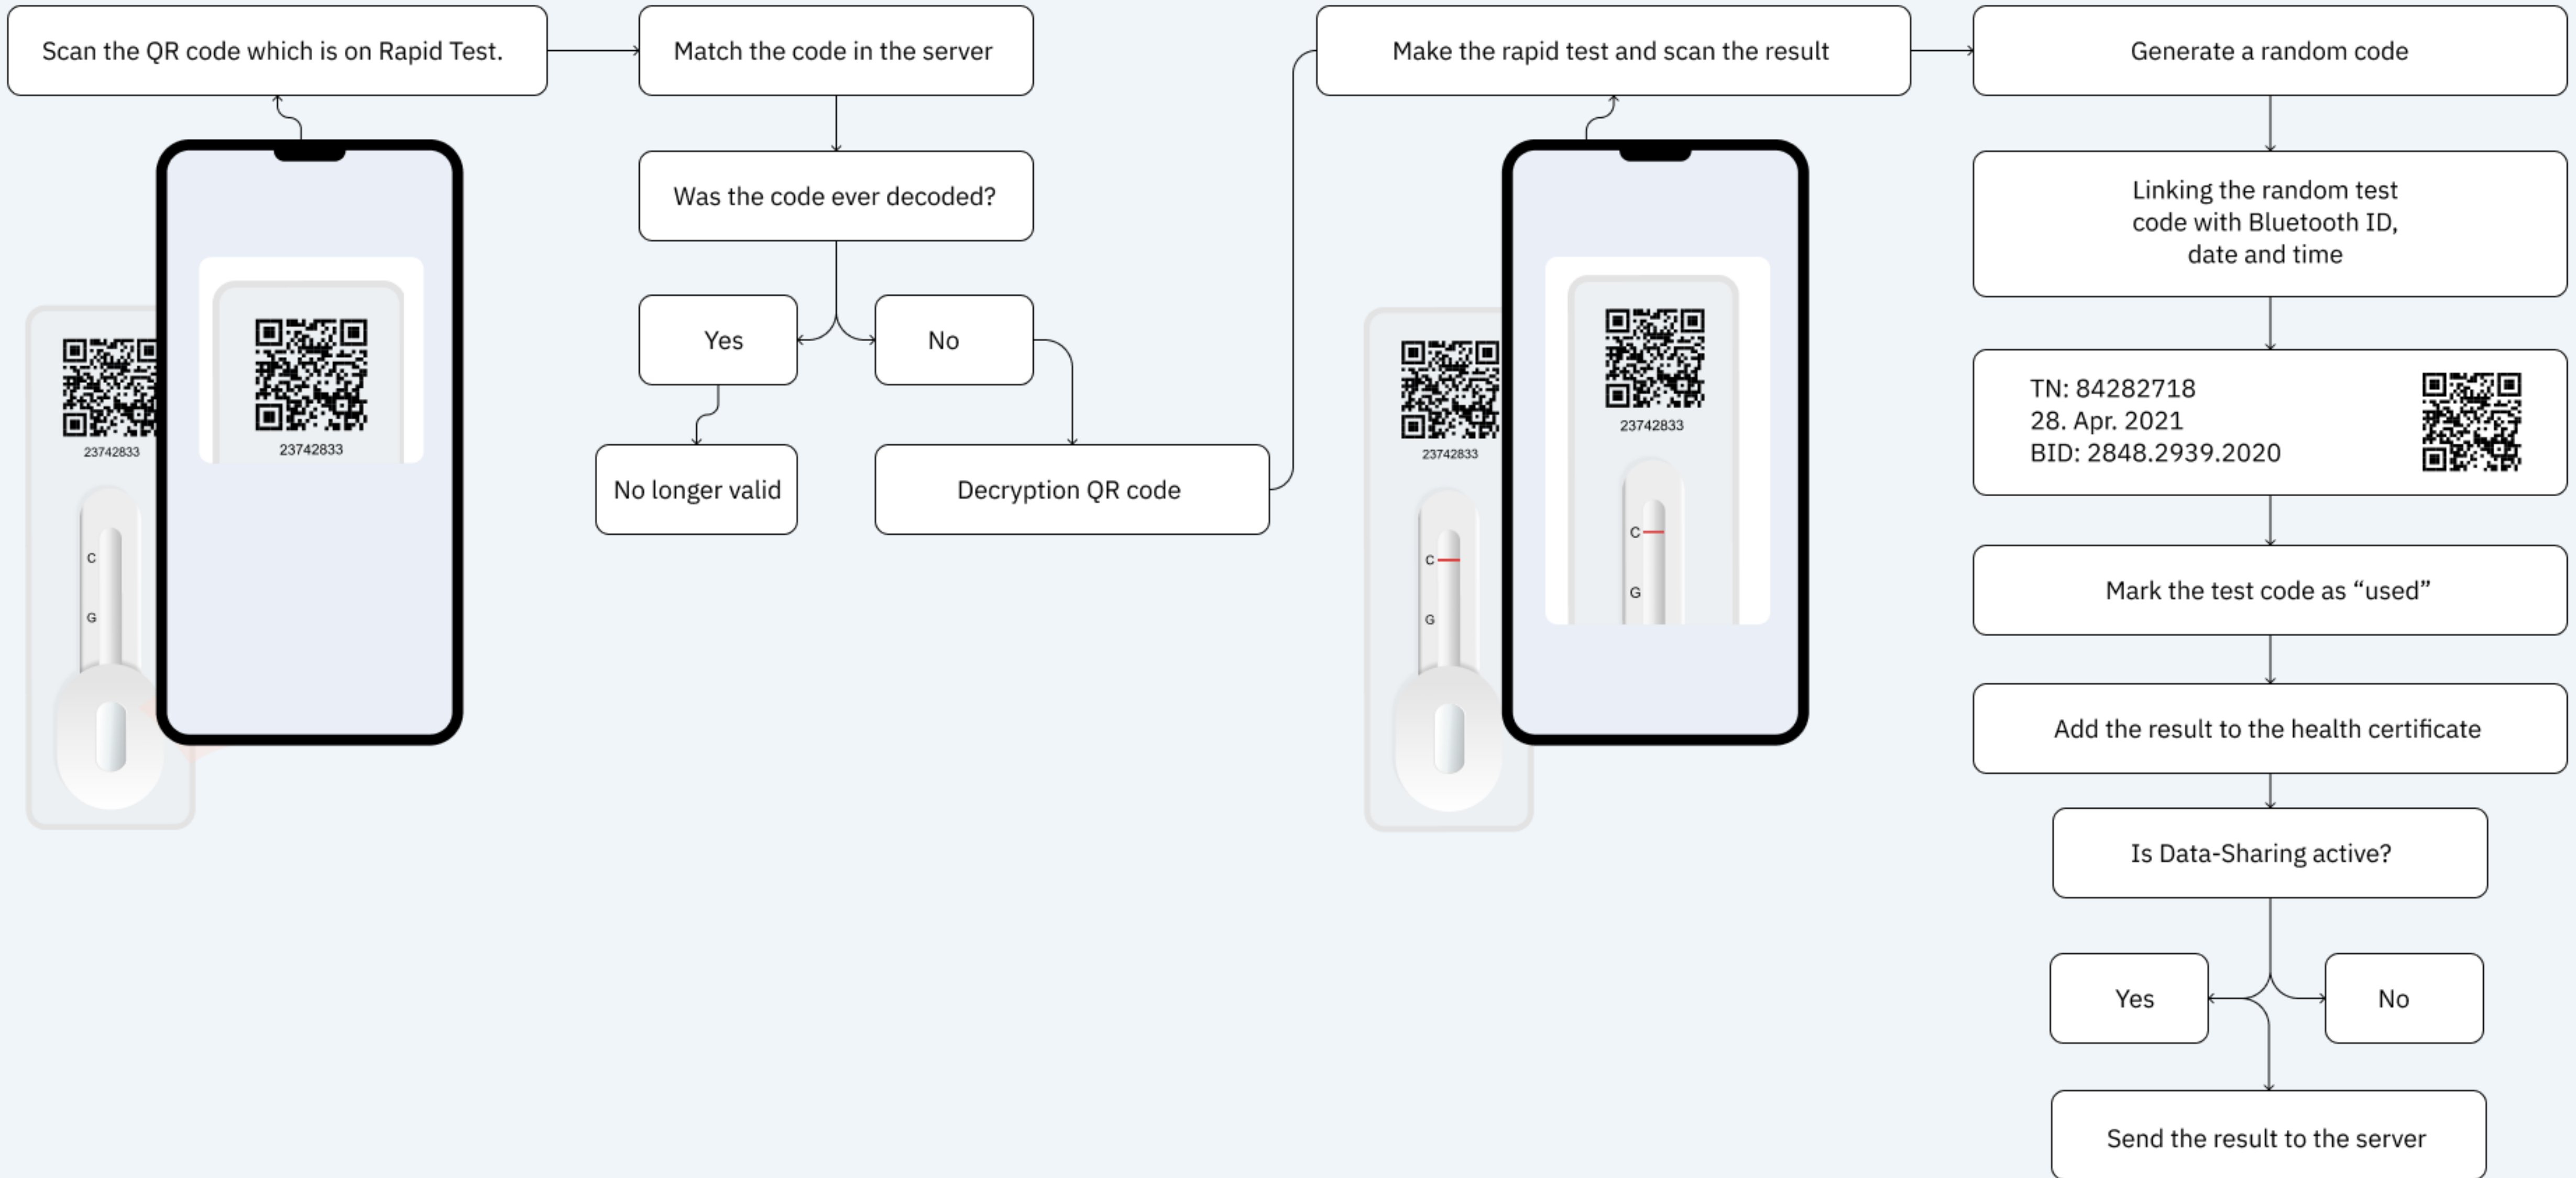 Scan the QR code which is on Rapid Test.
23742833
C
G
23742833
Match the code in the server
Was the code ever decoded?
Yes
No
No longer valid
Decryption QR code
Make the rapid test and scan the result
23742833
C
G
23742833
C
G
Generate a random code
Linking the random test
code with Bluetooth ID,
date and time
TN: 84282718
28. Apr. 2021
BID: 2848.2939.2020
Mark the test code as “used”
Add the result to the health certificate
Is Data-Sharing active?
Yes
No
Send the result to the server